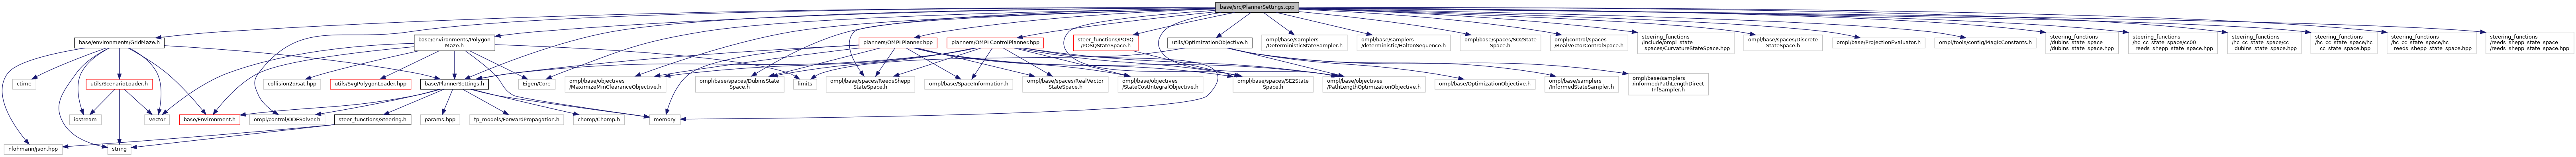 base/src/PlannerSettings.cpp
base/environments/GridMaze.h
base/environments/Polygon
Maze.h
planners/OMPLPlanner.hpp
planners/OMPLControlPlanner.hpp
steer_functions/POSQ
/POSQStateSpace.h
utils/OptimizationObjective.h
ompl/base/samplers
/DeterministicStateSampler.h
ompl/base/samplers
/deterministic/HaltonSequence.h
ompl/base/spaces/SO2State
Space.h
ompl/control/spaces
/RealVectorControlSpace.h
steering_functions
/include/ompl_state
_spaces/CurvatureStateSpace.hpp
ompl/base/spaces/Discrete
StateSpace.h
ompl/base/ProjectionEvaluator.h
ompl/tools/config/MagicConstants.h
steering_functions
/dubins_state_space
/dubins_state_space.hpp
steering_functions
/hc_cc_state_space/cc00
_reeds_shepp_state_space.hpp
steering_functions
/hc_cc_state_space/cc
_dubins_state_space.hpp
steering_functions
/hc_cc_state_space/hc
_cc_state_space.hpp
steering_functions
/hc_cc_state_space/hc
_reeds_shepp_state_space.hpp
steering_functions
/reeds_shepp_state_space
/reeds_shepp_state_space.hpp
ctime
utils/ScenarioLoader.h
collision2d/sat.hpp
utils/SvgPolygonLoader.hpp
base/PlannerSettings.h
Eigen/Core
ompl/base/objectives
/MaximizeMinClearanceObjective.h
ompl/base/spaces/DubinsState
Space.h
limits
ompl/base/spaces/ReedsShepp
StateSpace.h
ompl/base/SpaceInformation.h
ompl/base/spaces/RealVector
StateSpace.h
ompl/base/objectives
/StateCostIntegralObjective.h
ompl/base/spaces/SE2State
Space.h
ompl/base/objectives
/PathLengthOptimizationObjective.h
ompl/base/OptimizationObjective.h
ompl/base/samplers
/InformedStateSampler.h
ompl/base/samplers
/informed/PathLengthDirect
InfSampler.h
iostream
vector
base/Environment.h
ompl/control/ODESolver.h
steer_functions/Steering.h
params.hpp
fp_models/ForwardPropagation.h
chomp/Chomp.h
memory
nlohmann/json.hpp
string